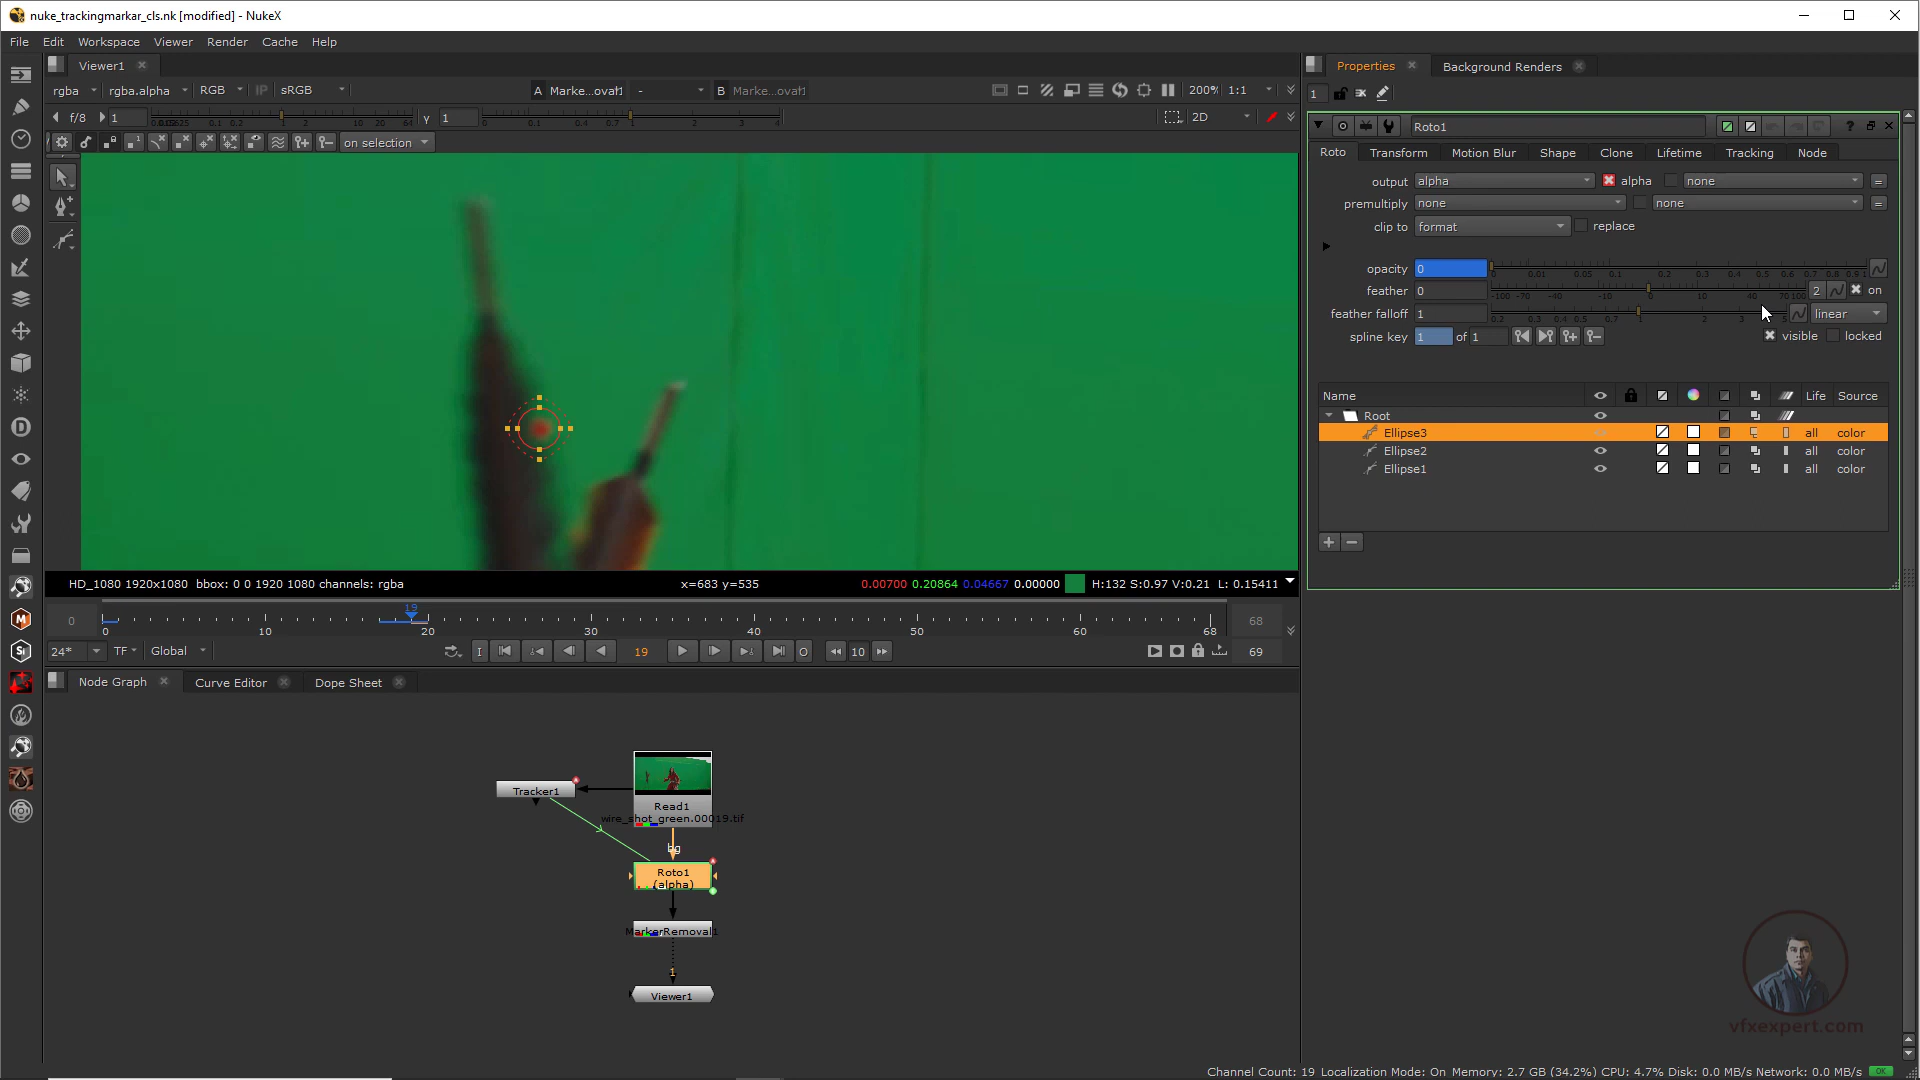 nuke_trackingmarkar_cls.nk [modified] - NukeX
File Edit Workspace Viewer Render Cache Help
Viewer1
rgba rgba.alpha RGB IP sRGB A Marke...oval1 - B Marke...oval1 200% 1:1
f/8 1 y 1 2D
on selection
HD_1080 1920x1080 bbox: 0 0 1920 1080 channels: rgba x=683 y=535 0.00700 0.20864 0.04667 0.00000 H:132 S:0.97 V:0.21 L: 0.15411
19
0 0 10 20 30 40 50 60 68 68
24* TF Global I 19 O 10 69
Node Graph Curve Editor Dope Sheet
Tracker1
Read1
wire_shot_green.00019.tif
bg
Roto1
(alpha)
MarkerRemoval1
1
Viewer1
Properties Background Renders
1
Roto1
Roto Transform Motion Blur Shape Clone Lifetime Tracking Node
output alpha alpha none =
premultiply none none =
clip to format replace
opacity 0
feather 0 2 on
feather falloff 1 linear
spline key 1 of 1 visible locked
Name Life Source
Root
Ellipse3 all color
Ellipse2 all color
Ellipse1 all color
vfxexpert.com
Channel Count: 19 Localization Mode: On Memory: 2.7 GB (34.2%) CPU: 4.7% Disk: 0.0 MB/s Network: 0.0 MB/s OK